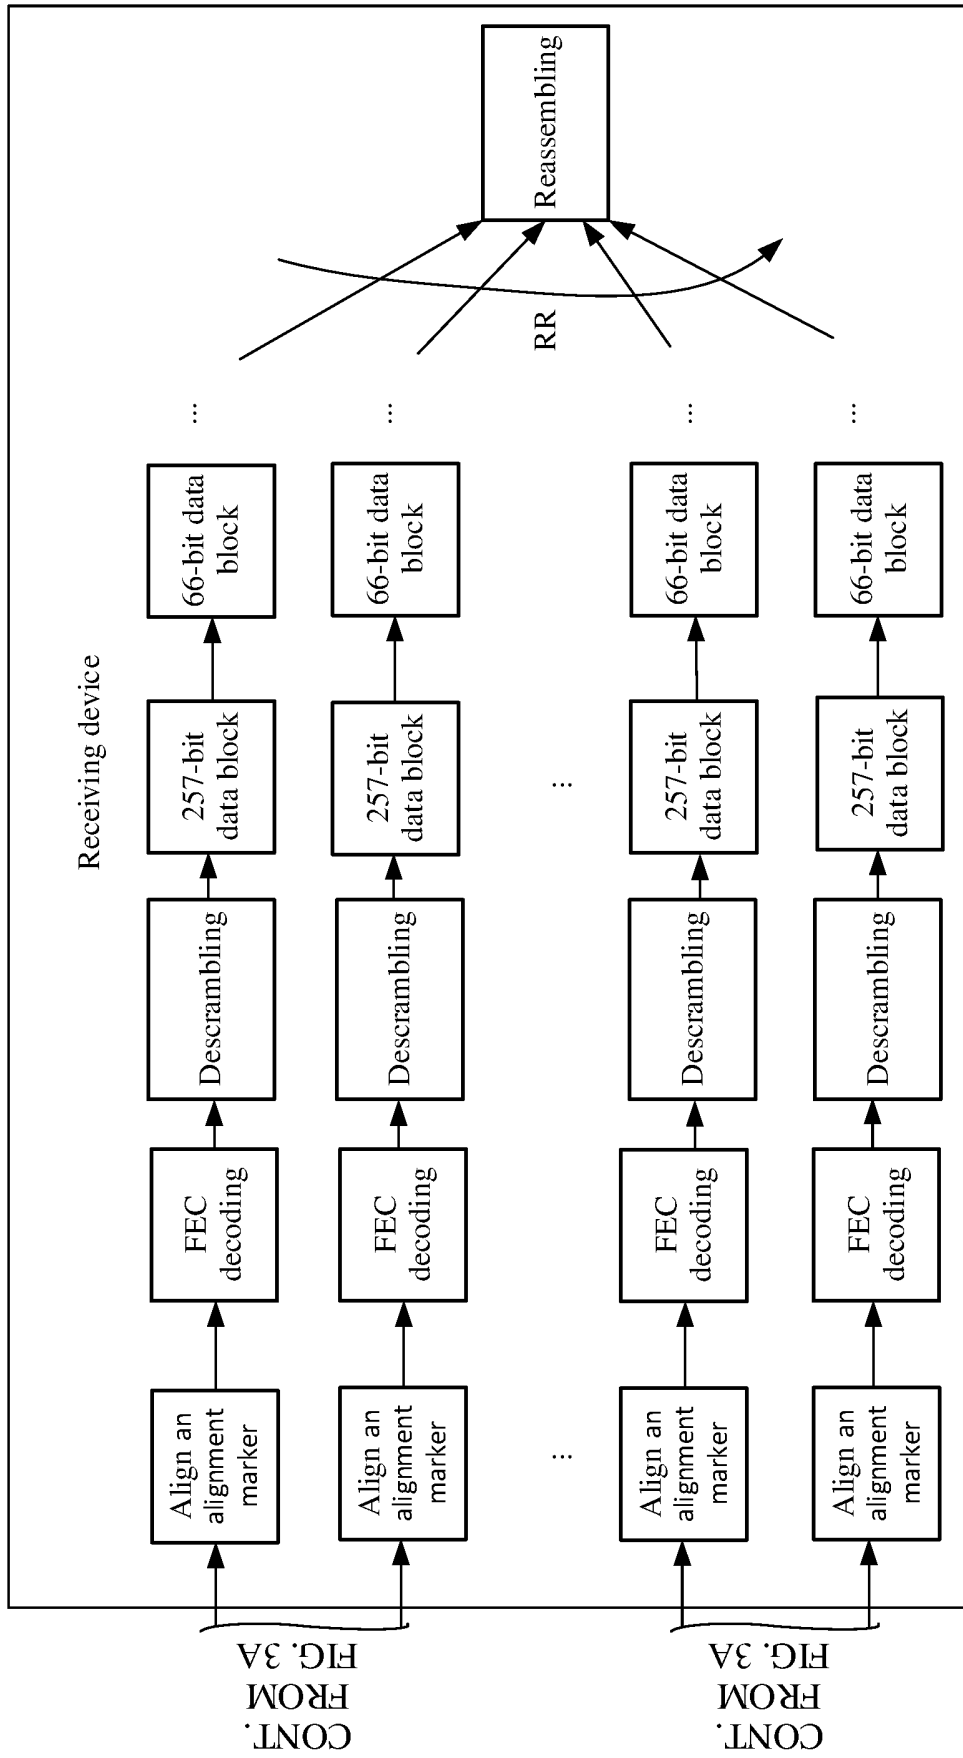 Receiving device
CONT.
FROM
FIG. 3A
Align an
alignment
marker
FEC
decoding
Descrambling
257-bit
data block
66-bit data
block
...
Align an
alignment
marker
FEC
decoding
Descrambling
257-bit
data block
66-bit data
block
...
...
...
RR
Reassembling
CONT.
FROM
FIG. 3A
Align an
alignment
marker
FEC
decoding
Descrambling
257-bit
data block
66-bit data
block
...
Align an
alignment
marker
FEC
decoding
Descrambling
257-bit
data block
66-bit data
block
...